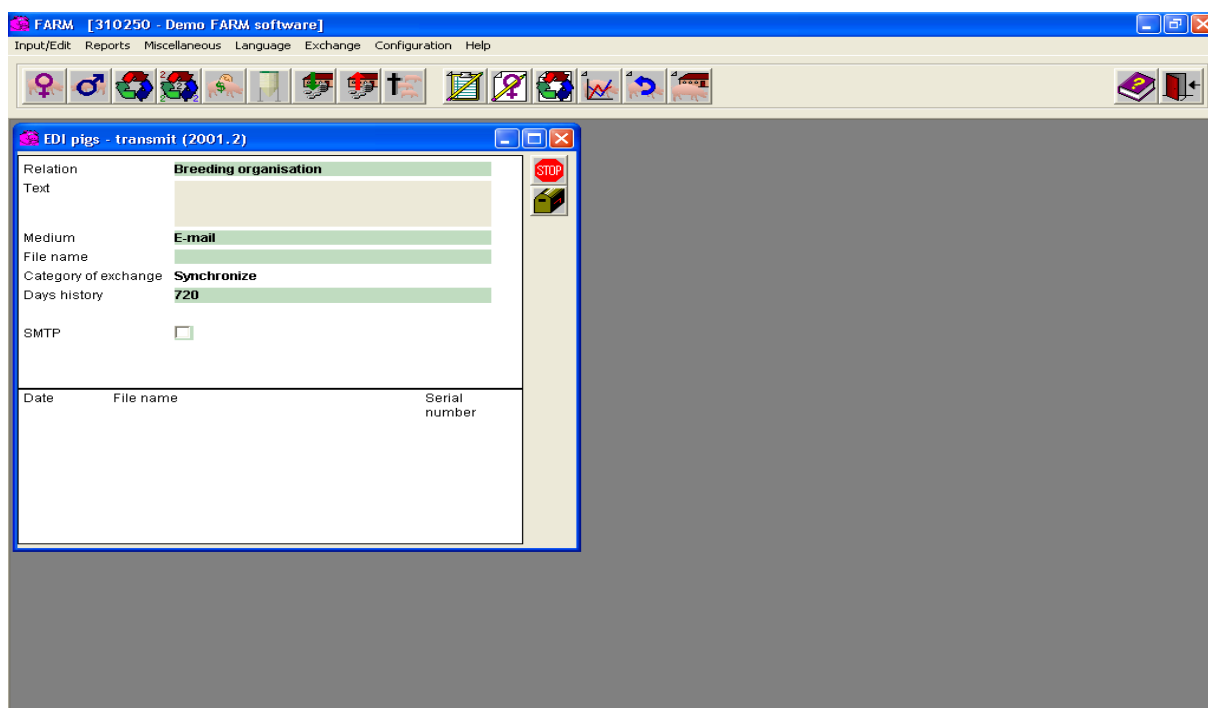 FARM [310250 - Demo FARM software]
Input/Edit Reports Miscellaneous Language Exchange Configuration Help
EDI pigs - transmit (2001.2)
Relation Breeding organisation
STOP
Text
Medium E-mail
File name
Category of exchange Synchronize
Days history 720
SMTP
Date File name Serial
number